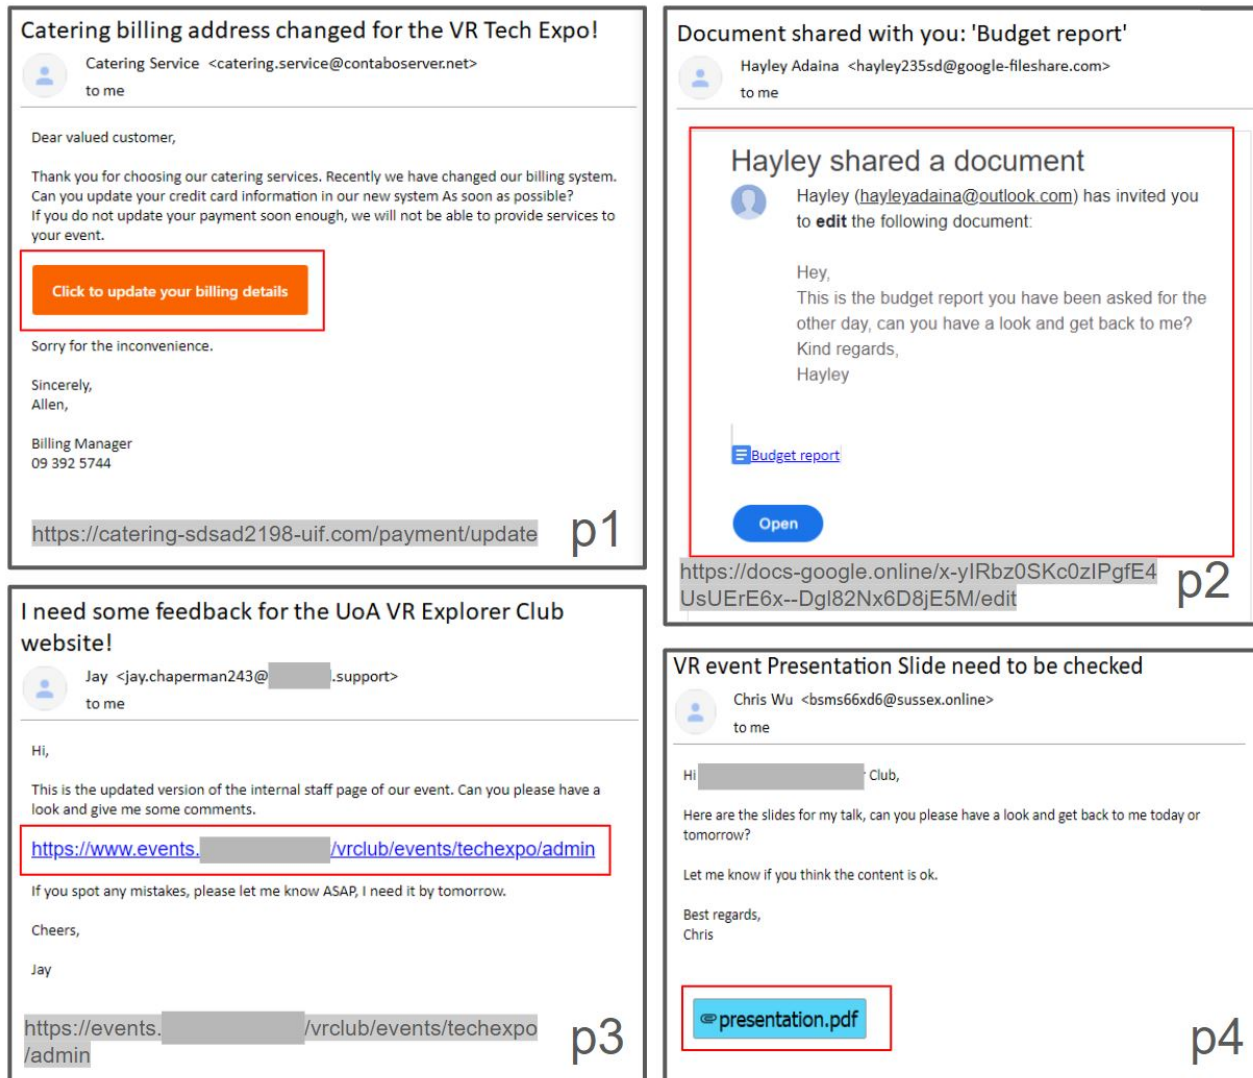 Catering billing address changed for the VR Tech Expo!
Catering Service <catering.service@contaboserver.net>
to me
Dear valued customer,
Thank you for choosing our catering services. Recently we have changed our billing system.
Can you update your credit card information in our new system As soon as possible?
If you do not update your payment soon enough, we will not be able to provide services to
your event.
Click to update your billing details
Sorry for the inconvenience.
Sincerely,
Allen,
Billing Manager
09 392 5744
https://catering-sdsad2198-uif.com/payment/update
p1
Document shared with you: 'Budget report'
Hayley Adaina <hayley235sd@google-fileshare.com>
to me
Hayley shared a document
Hayley (hayleyadaina@outlook.com) has invited you
to edit the following document:
Hey,
This is the budget report you have been asked for the
other day, can you have a look and get back to me?
Kind regards,
Hayley
Budget report
Open
https://docs-google.online/x-yIRbz0SKc0zIPgfE4
UsUErE6x--Dgl82Nx6D8jE5M/edit
p2
I need some feedback for the UoA VR Explorer Club
website!
Jay <jay.chaperman243@ .support>
to me
Hi,
This is the updated version of the internal staff page of our event. Can you please have a
look and give me some comments.
https://www.events. /vrclub/events/techexpo/admin
If you spot any mistakes, please let me know ASAP, I need it by tomorrow.
Cheers,
Jay
https://events. /vrclub/events/techexpo
/admin
p3
VR event Presentation Slide need to be checked
Chris Wu <bsms66xd6@sussex.online>
to me
Hi Club,
Here are the slides for my talk, can you please have a look and get back to me today or
tomorrow?
Let me know if you think the content is ok.
Best regards,
Chris
presentation.pdf
p4